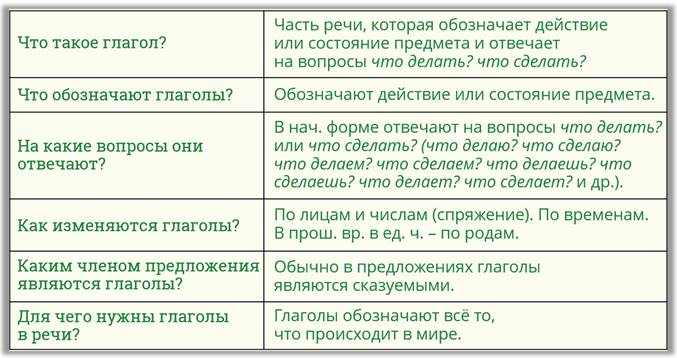 Что такое глагол?
Часть речи, которая обозначает действие
или состояние предмета и отвечает
на вопросы что делать? что сделать?
Что обозначают глаголы?
Обозначают действие или состояние предмета.
На какие вопросы они
отвечают?
В нач. форме отвечают на вопросы что делать?
или что сделать? (что делаю? что сделаю?
что делаем? что сделаем? что делаешь? что
сделаешь? что делает? что сделает? и др.).
Как изменяются глаголы?
По лицам и числам (спряжение). По временам.
В прош. вр. в ед. ч. – по родам.
Каким членом предложения
являются глаголы?
Обычно в предложениях глаголы
являются сказуемыми.
Для чего нужны глаголы
в речи?
Глаголы обозначают всё то,
что происходит в мире.